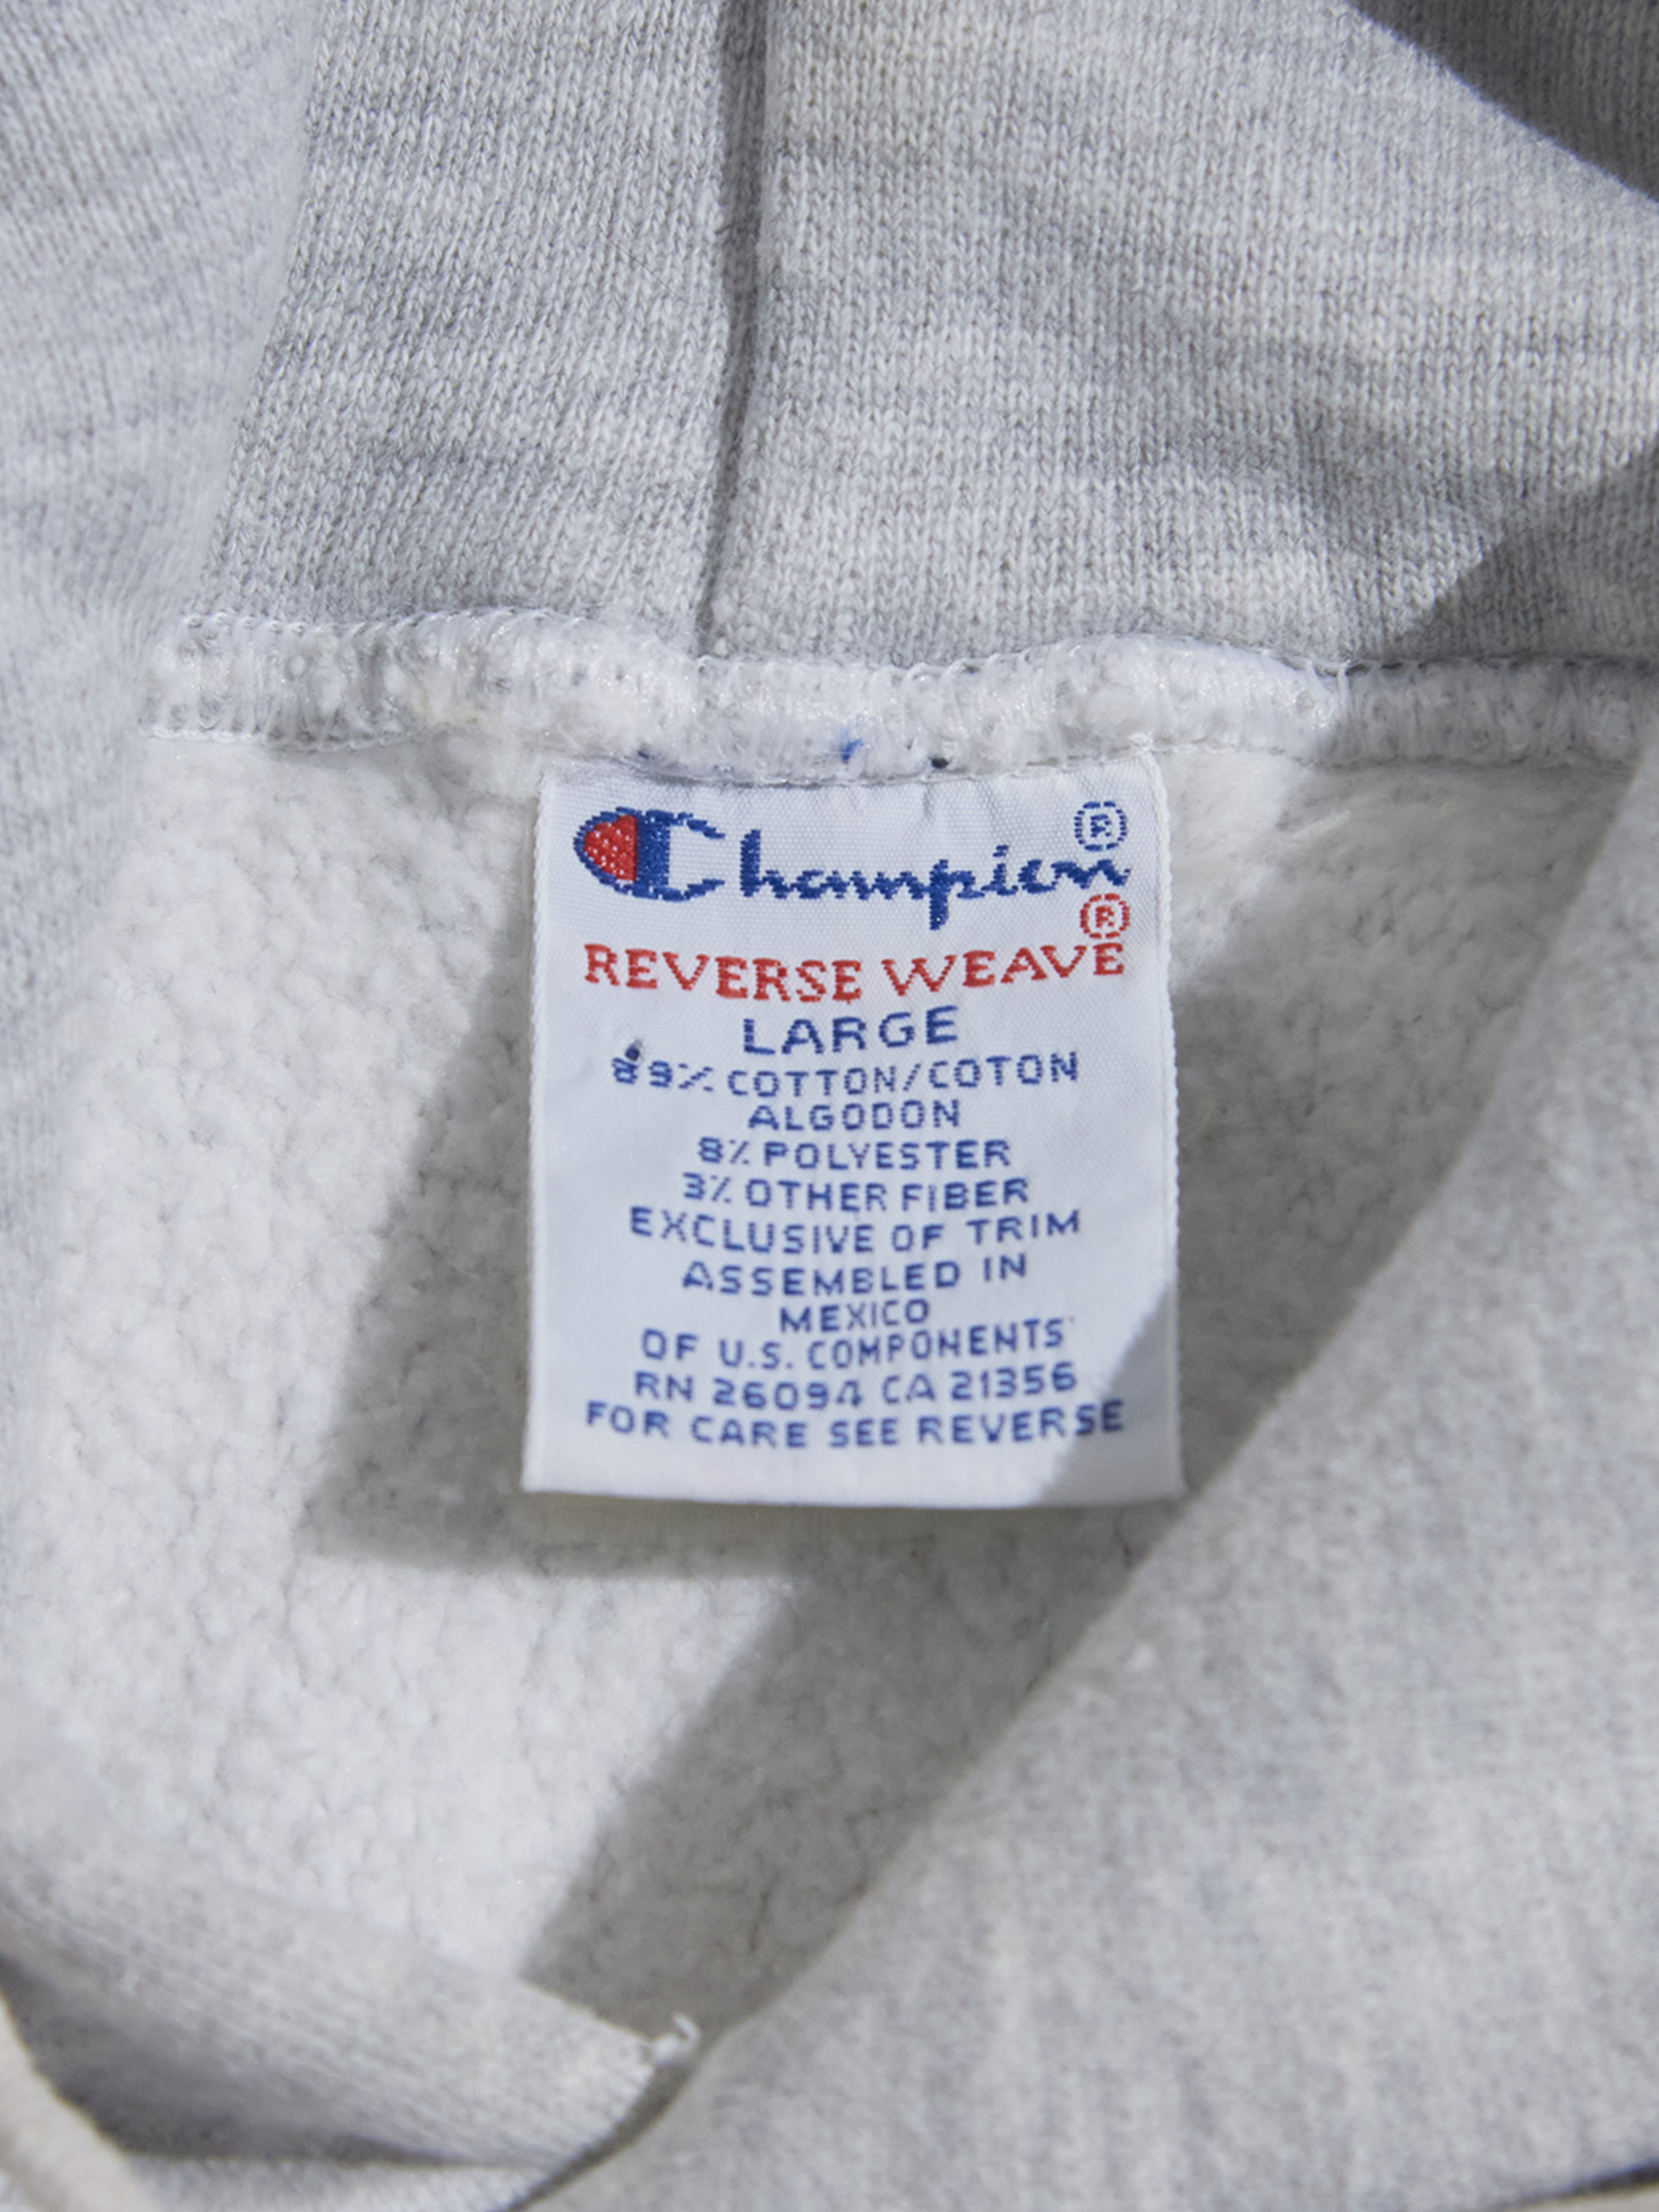 Champion®
REVERSE WEAVE®
LARGE
89% COTTON/COTON
ALGODON
8% POLYESTER
3% OTHER FIBER
EXCLUSIVE OF TRIM
ASSEMBLED IN
MEXICO
OF U.S. COMPONENTS
RN 26094 CA 21356
FOR CARE SEE REVERSE